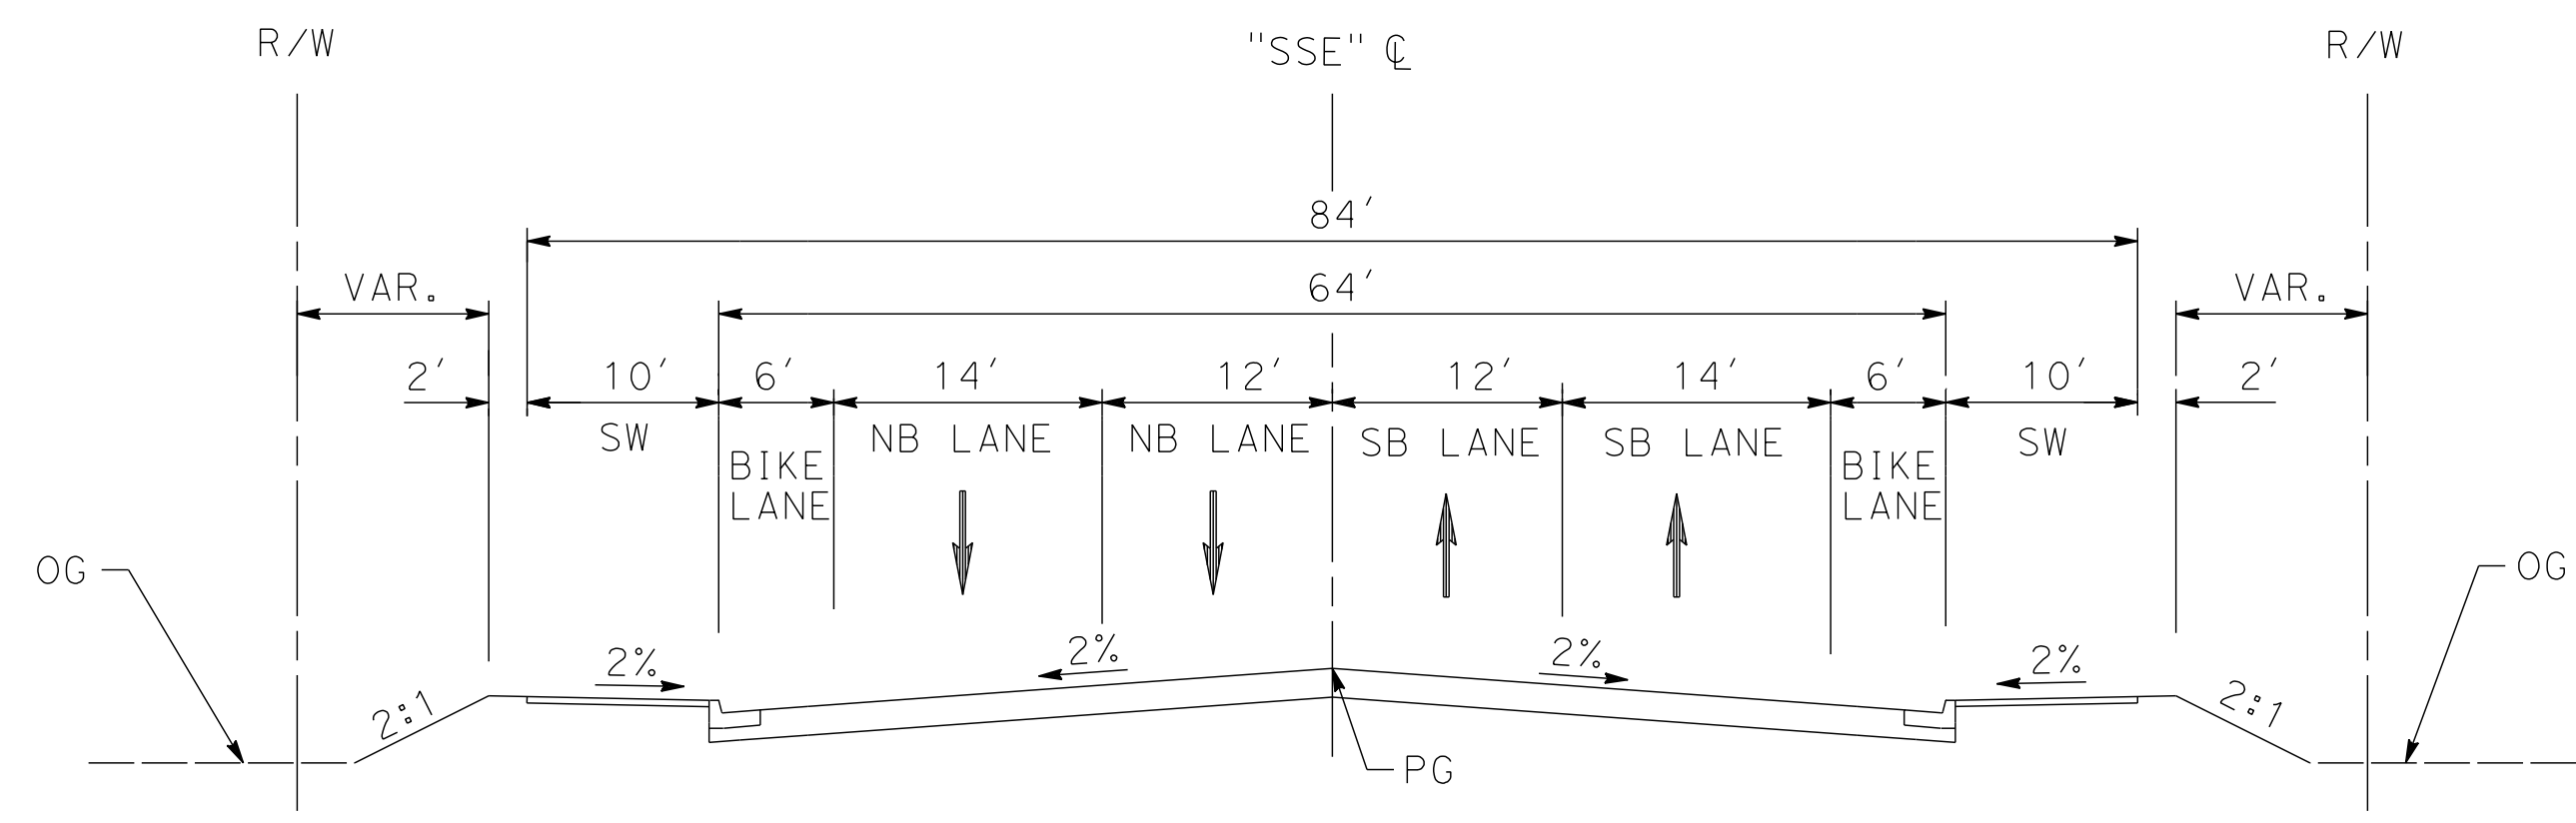 R/W "SSE" ℄ R/W
84'
VAR. 64' VAR.
2' 10' 6' 14' 12' 12' 14' 6' 10' 2'
SW NB LANE NB LANE SB LANE SB LANE SW
BIKE BIKE
LANE LANE
OG OG
2% 2% 2% 2%
2:1 2:1
PG